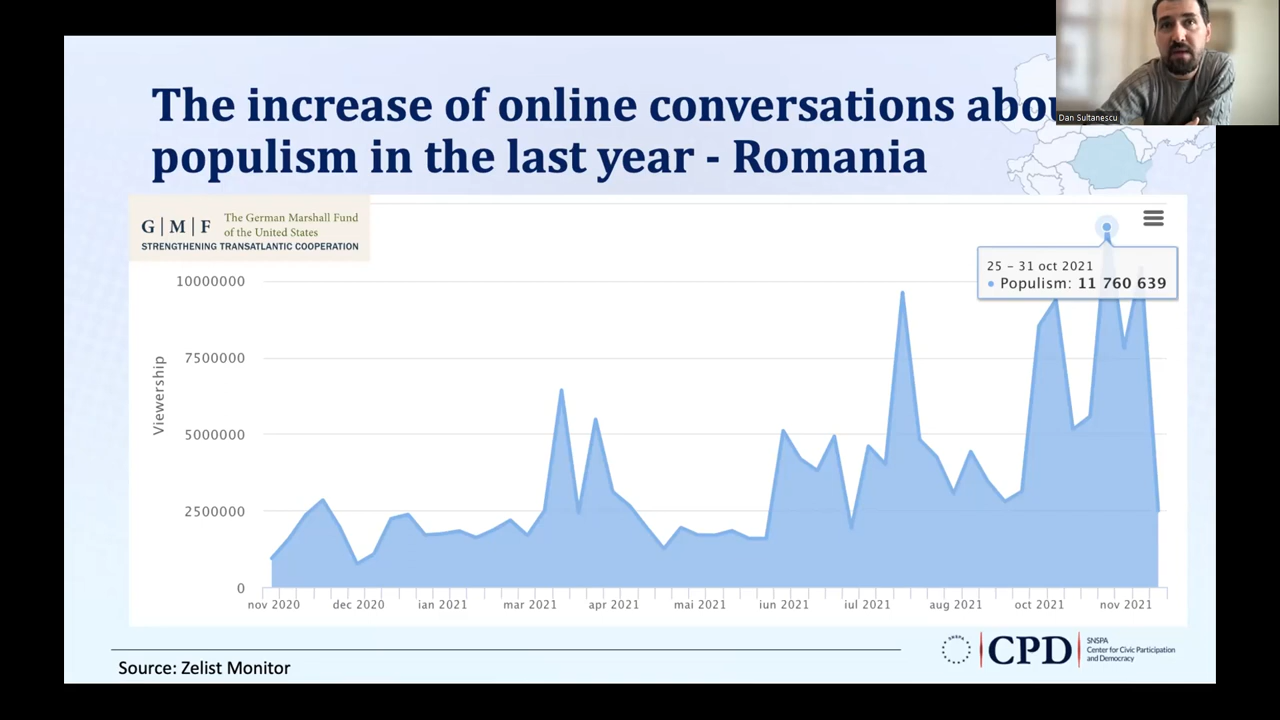 The increase of online conversations abou
populism in the last year - Romania
Dan Sultanescu
G|M|F
The German Marshall Fund
of the United States
STRENGTHENING TRANSATLANTIC COOPERATION
25 – 31 oct 2021
Populism: 11 760 639
Viewership
10000000
7500000
5000000
2500000
0
nov 2020 dec 2020 ian 2021 mar 2021 apr 2021 mai 2021 iun 2021 iul 2021 aug 2021 oct 2021 nov 2021
Source: Zelist Monitor
SNSPA
CPD
SNSPA
Center for Civic Participation
and Democracy